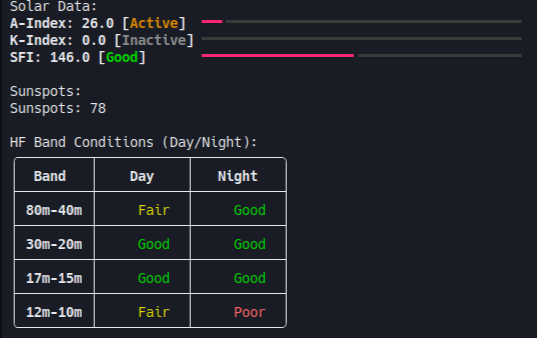 Solar Data:
A-Index: 26.0 [Active]
K-Index: 0.0 [Inactive]
SFI: 146.0 [Good]
Sunspots:
Sunspots: 78
HF Band Conditions (Day/Night):
Band Day Night
80m-40m Fair Good
30m-20m Good Good
17m-15m Good Good
12m-10m Fair Poor